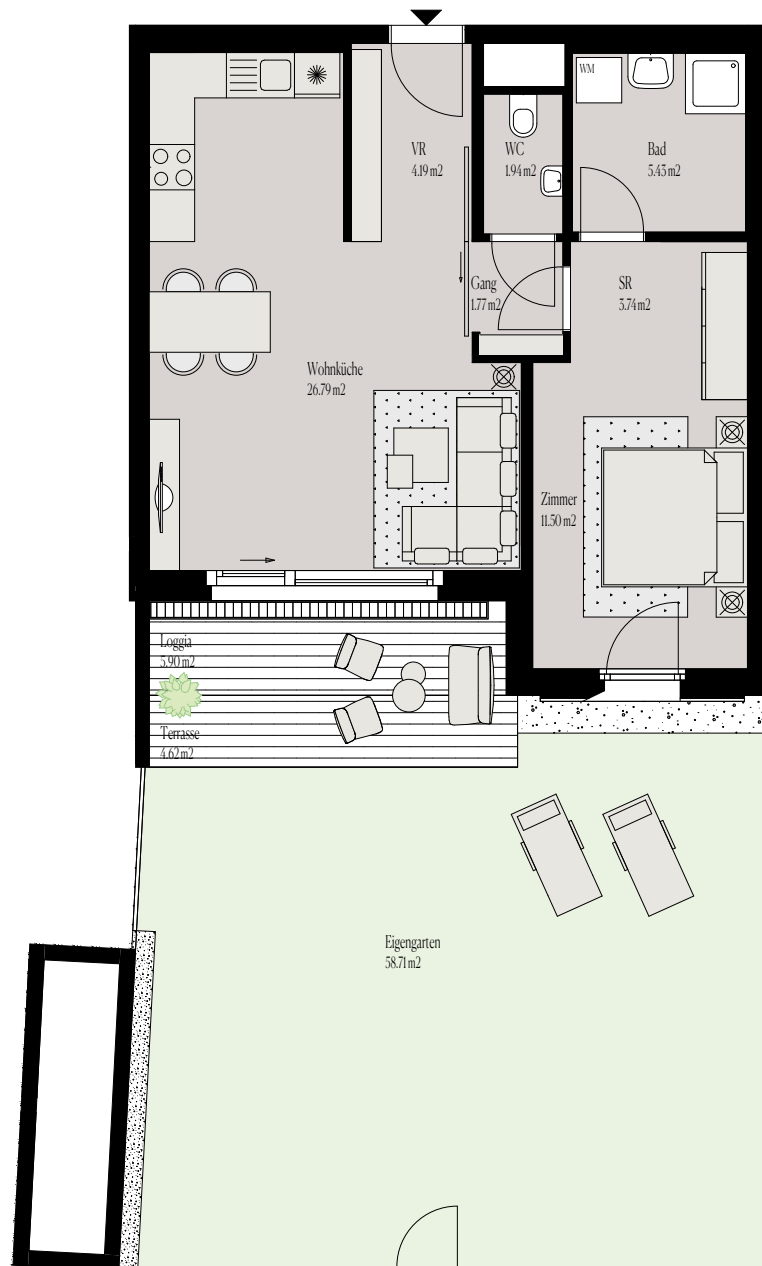 WM
VR
4.19 m2
WC
1.94 m2
Bad
5.43 m2
Gang
1.77 m2
SR
3.74 m2
Wohnküche
26.79 m2
Zimmer
11.50 m2
Loggia
5.90 m2
Terrasse
4.62 m2
Eigengarten
58.71 m2